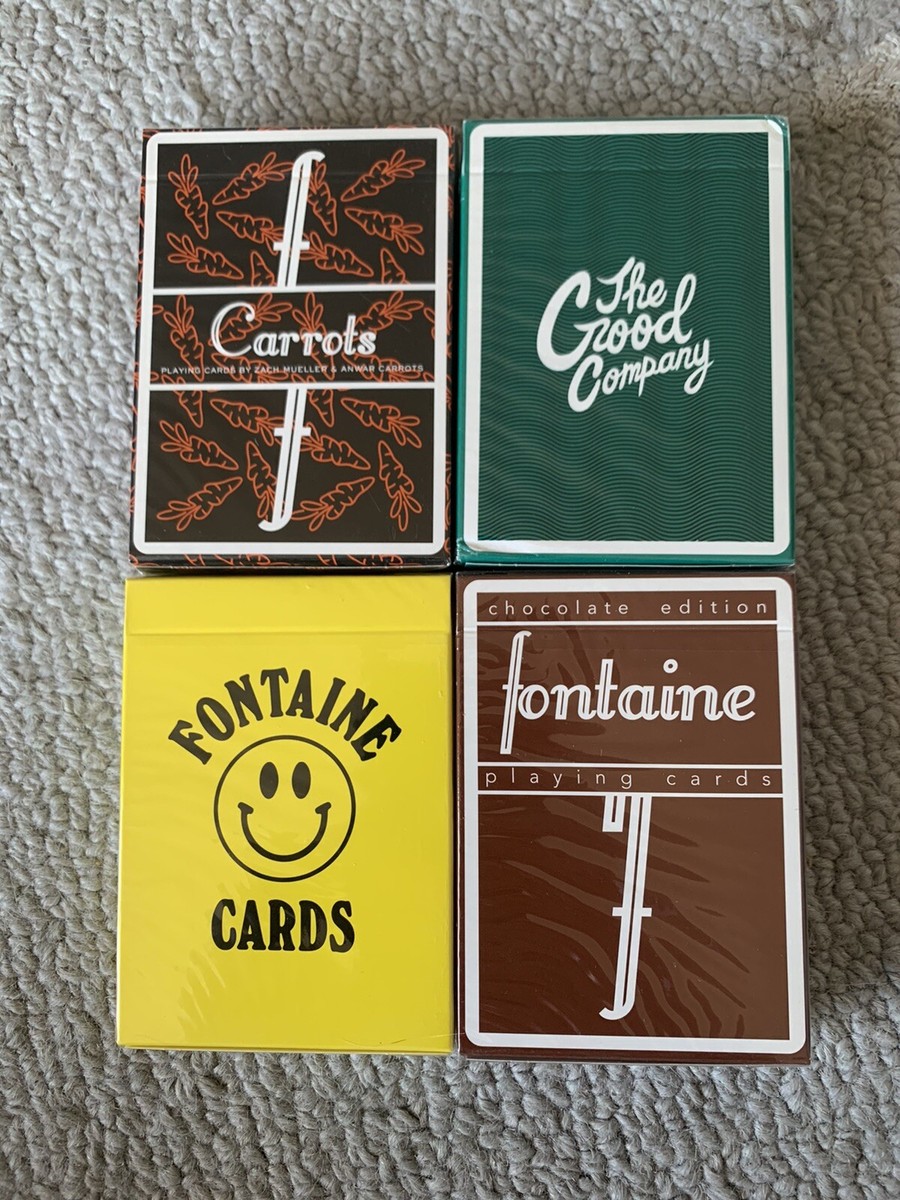 f
Carrots
PLAYING CARDS BY ZACH MUELLER & ANWAR CARROTS
f
The
Good
Company
FONTAINE
CARDS
chocolate edition
fontaine
playing cards
f